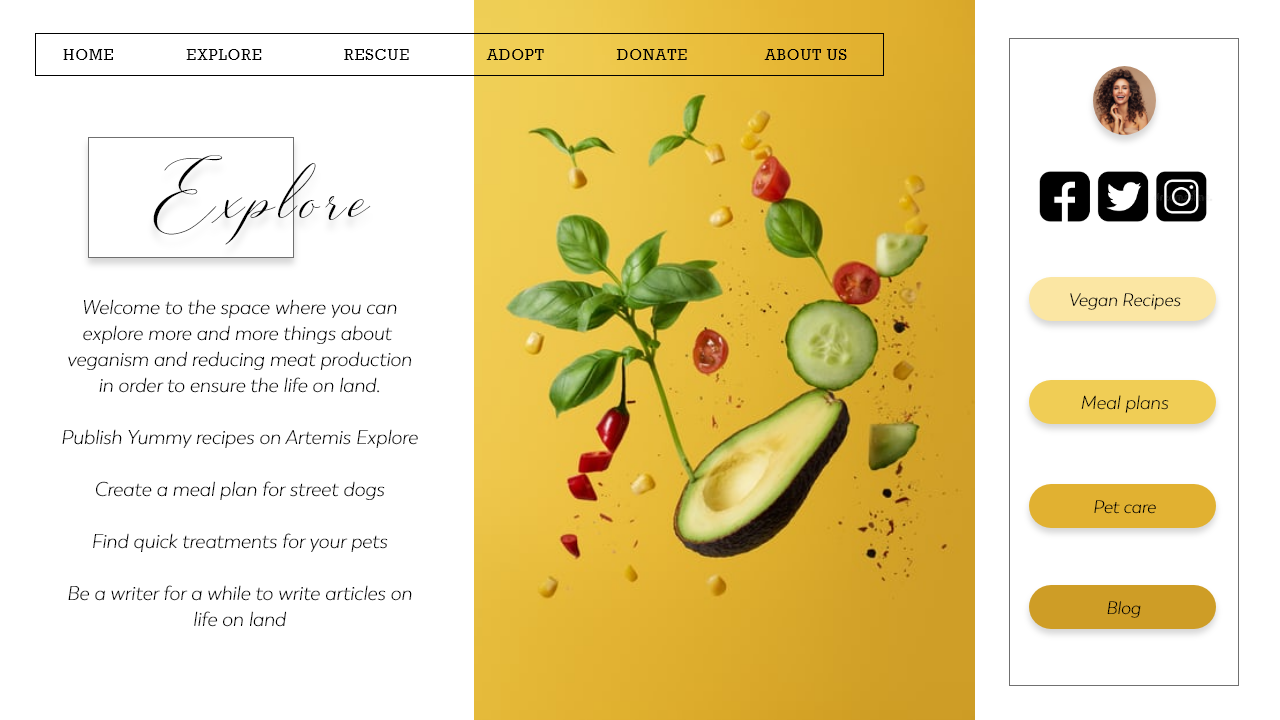 HOME EXPLORE RESCUE ADOPT DONATE ABOUT US
Explore
Welcome to the space where you can
explore more and more things about
veganism and reducing meat production
in order to ensure the life on land.
Publish Yummy recipes on Artemis Explore
Create a meal plan for street dogs
Find quick treatments for your pets
Be a writer for a while to write articles on
life on land
Vegan Recipes
Meal plans
Pet care
Blog